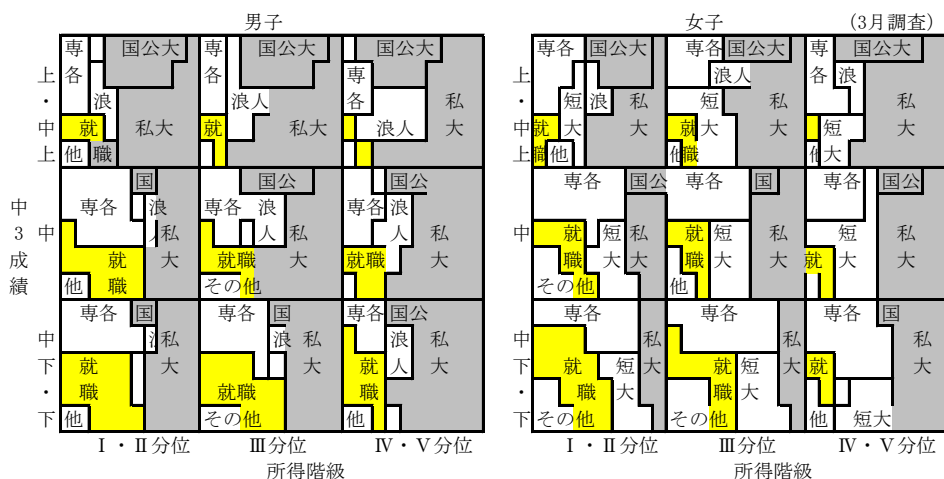 男子 女子 (3月調査)
専 国公大 国公大 国公大 専各 専各 国公大 専 国公大
上 各 専各 専 浪人 各 浪
・ 浪 浪人 各 私 短 浪 短 私
中 就 私大 就 私大 浪人 大 就 大 就 大 短 大
上 他 職 職 他 職 他 大
国 国公 国公 専各 国公 専各 国 専各 国公
中 専各 浪 専各 浪 専各 浪
3 中 人 私 人 私 人 私 就 短 私 就 短 私 短 私
成 就 大 就職 大 就職 大 職 大 大 職 大 大 就 大 大
績 他 職 その他 その他 他
専各 国 専各 国 専各 国公 専各 専各 専各 国
中 浪 私 浪 私 浪 私 私 私 私
下 就 大 大 就 人 大 就 短 大 就 短 大 就 大
・ 職 就職 職 職 大 職 大 職
下 他 その他 他 その他 その他 他 短大
Ⅰ・Ⅱ分位 Ⅲ分位 Ⅳ・Ⅴ分位 Ⅰ・Ⅱ分位 Ⅲ分位 Ⅳ・Ⅴ分位
所得階級 所得階級